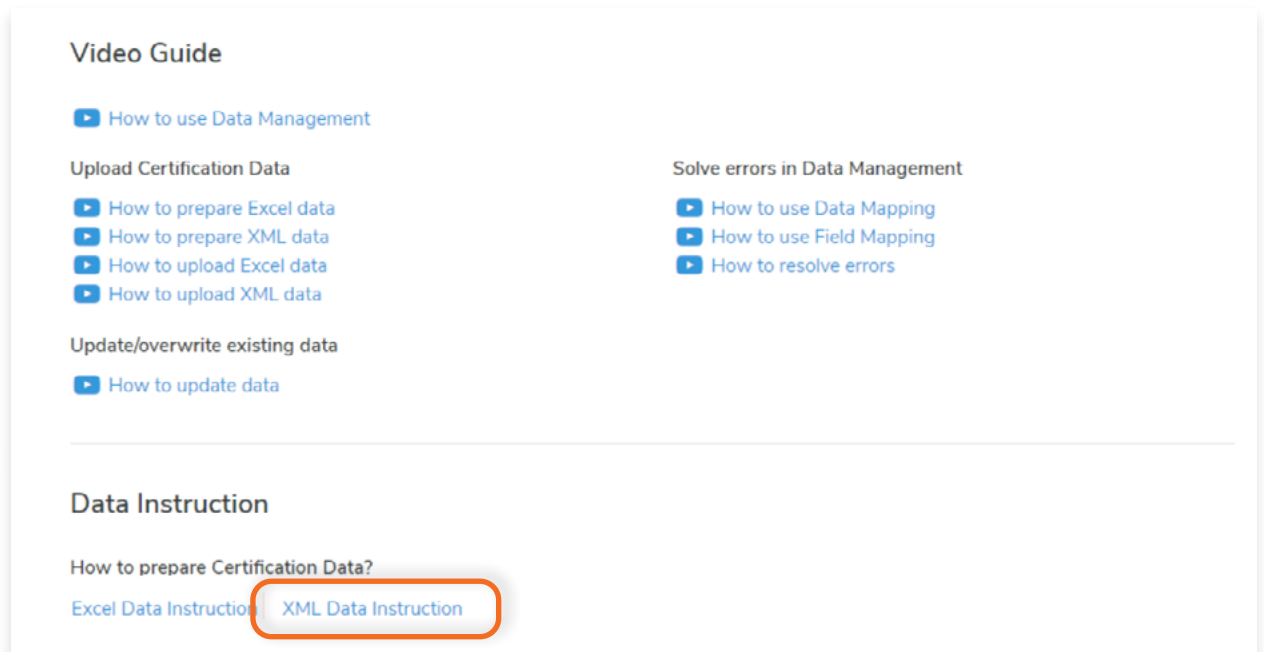 Video Guide
How to use Data Management
Upload Certification Data
How to prepare Excel data
How to prepare XML data
How to upload Excel data
How to upload XML data
Solve errors in Data Management
How to use Data Mapping
How to use Field Mapping
How to resolve errors
Update/overwrite existing data
How to update data
Data Instruction
How to prepare Certification Data?
Excel Data Instruction XML Data Instruction